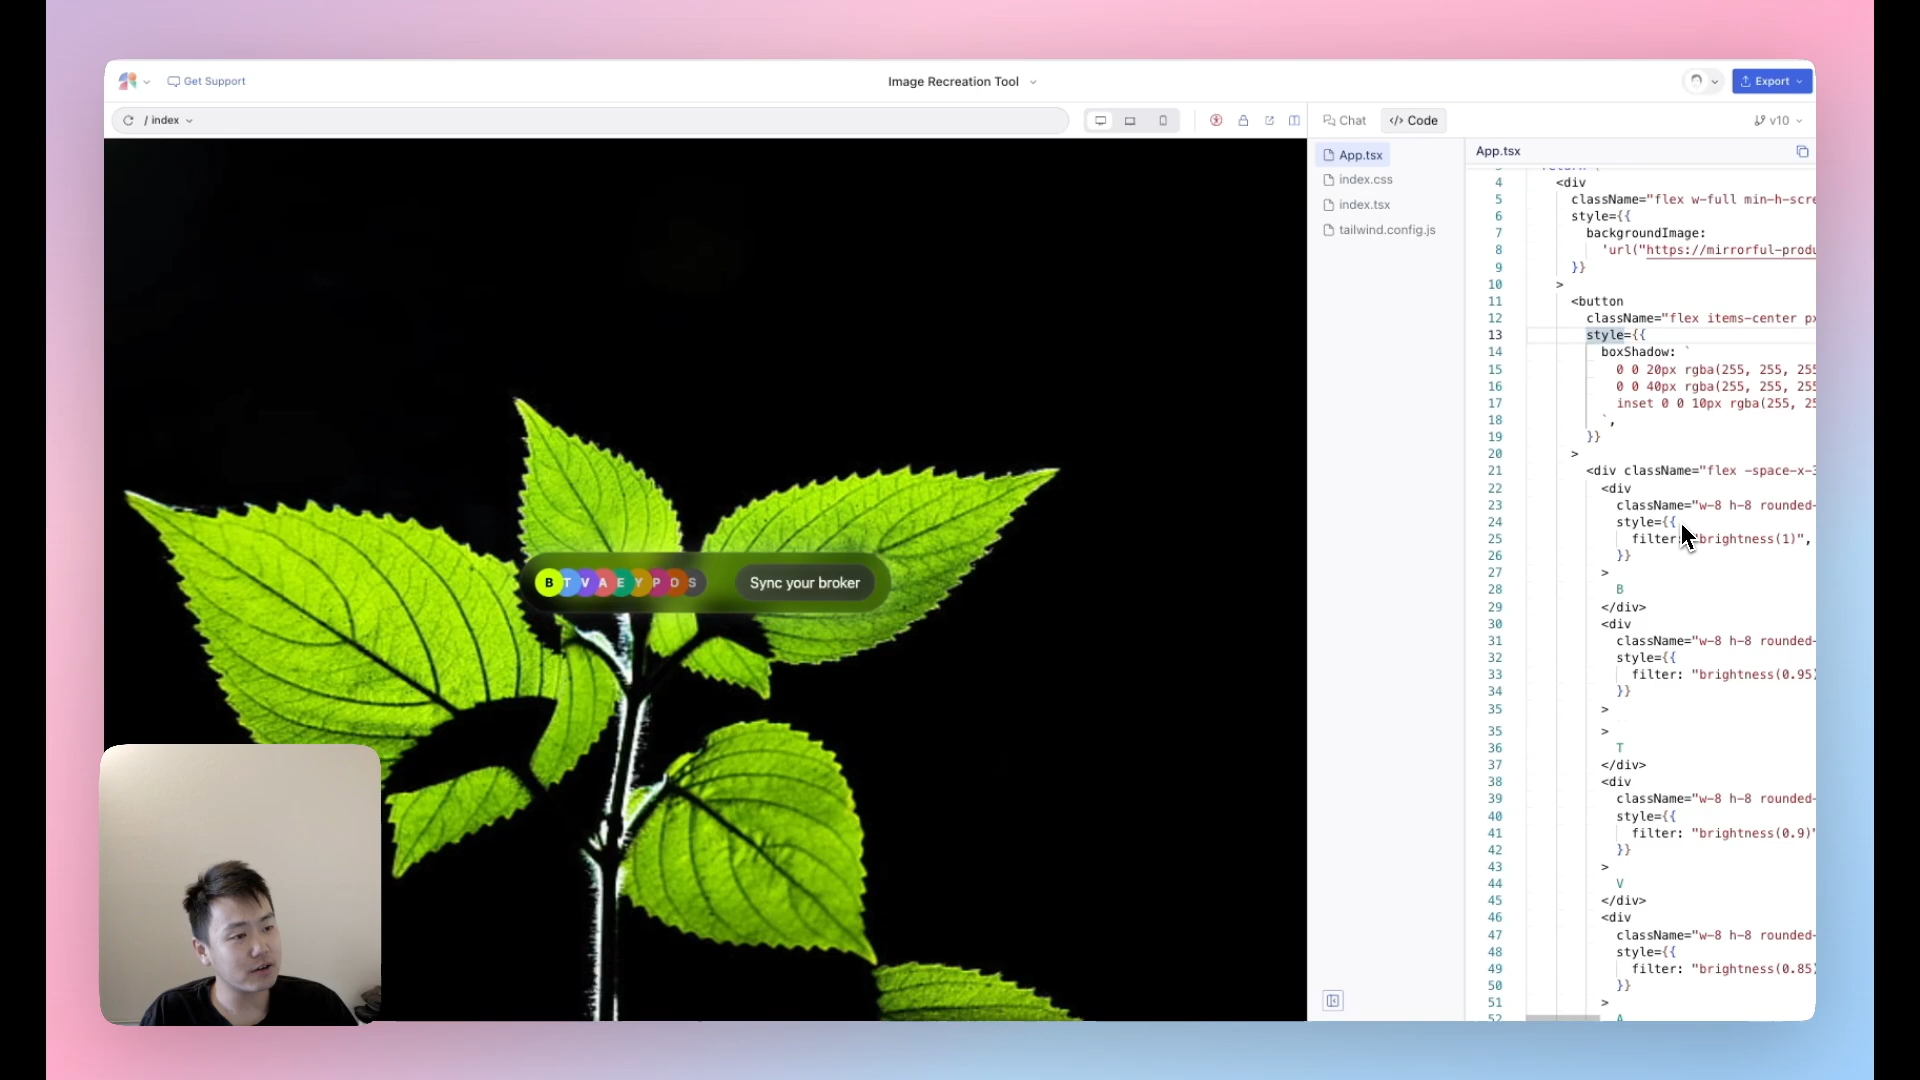 Get Support
Image Recreation Tool
Export
/ index
Chat
</> Code
v10
App.tsx
index.css
index.tsx
tailwind.config.js
App.tsx
4 <div
5 className="flex w-full min-h-scre
6 style={{
7 backgroundImage:
8 'url("https://mirrorful-produ
9 }}
10 >
11 <button
12 className="flex items-center px
13 style={{
14 boxShadow: `
15 0 0 20px rgba(255, 255, 255
16 0 0 40px rgba(255, 255, 255
17 inset 0 0 10px rgba(255, 25
18 `,
19 }}
20 >
21 <div className="flex -space-x-3
22 <div
23 className="w-8 h-8 rounded-
24 style={{
25 filter: "brightness(1)",
26 }}
27 >
28 B
29 </div>
30 <div
31 className="w-8 h-8 rounded-
32 style={{
33 filter: "brightness(0.95)
34 }}
35 >
35 >
36 T
37 </div>
38 <div
39 className="w-8 h-8 rounded-
40 style={{
41 filter: "brightness(0.9)"
42 }}
43 >
44 V
45 </div>
46 <div
47 className="w-8 h-8 rounded-
48 style={{
49 filter: "brightness(0.85)
50 }}
51 >
52 A
B T V A E Y P O S
Sync your broker